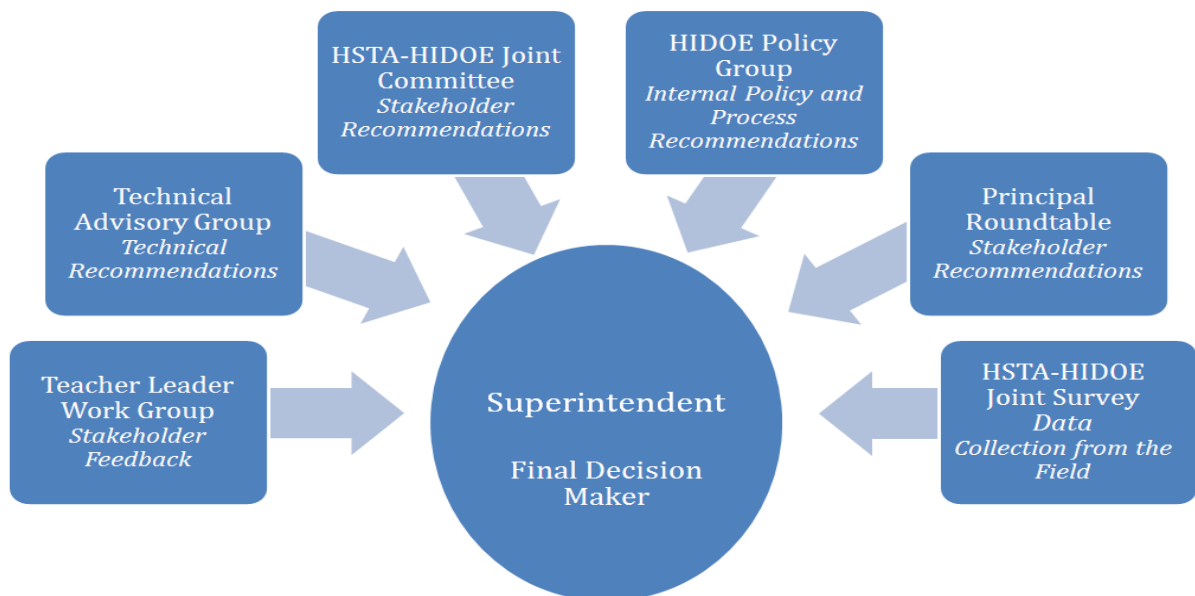 HSTA-HIDOE Joint
Committee
Stakeholder
Recommendations
HIDOE Policy
Group
Internal Policy and
Process
Recommendations
Technical
Advisory Group
Technical
Recommendations
Principal
Roundtable
Stakeholder
Recommendations
Teacher Leader
Work Group
Stakeholder
Feedback
HSTA-HIDOE
Joint Survey
Data
Collection from the
Field
Superintendent
Final Decision
Maker